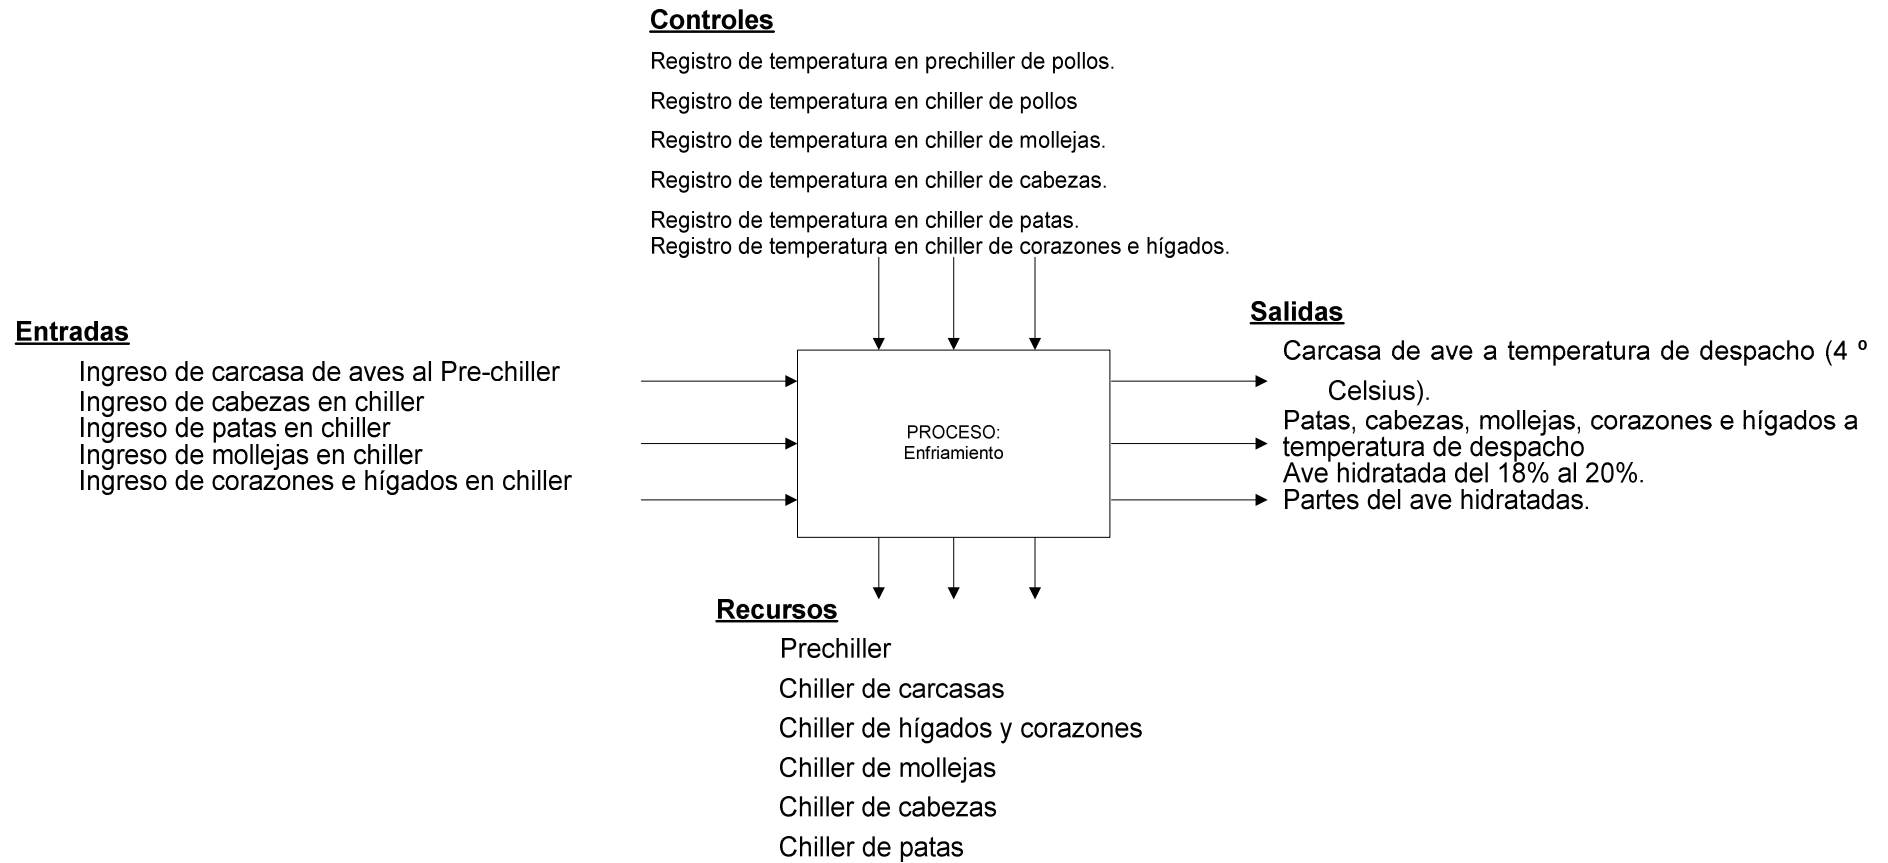 Controles
Registro de temperatura en prechiller de pollos.
Registro de temperatura en chiller de pollos
Registro de temperatura en chiller de mollejas.
Registro de temperatura en chiller de cabezas.
Registro de temperatura en chiller de patas.
Registro de temperatura en chiller de corazones e hígados.
Entradas
Ingreso de carcasa de aves al Pre-chiller
Ingreso de cabezas en chiller
Ingreso de patas en chiller
Ingreso de mollejas en chiller
Ingreso de corazones e hígados en chiller
PROCESO:
Enfriamiento
Salidas
Carcasa de ave a temperatura de despacho (4 º
Celsius).
Patas, cabezas, mollejas, corazones e hígados a
temperatura de despacho
Ave hidratada del 18% al 20%.
Partes del ave hidratadas.
Recursos
Prechiller
Chiller de carcasas
Chiller de hígados y corazones
Chiller de mollejas
Chiller de cabezas
Chiller de patas